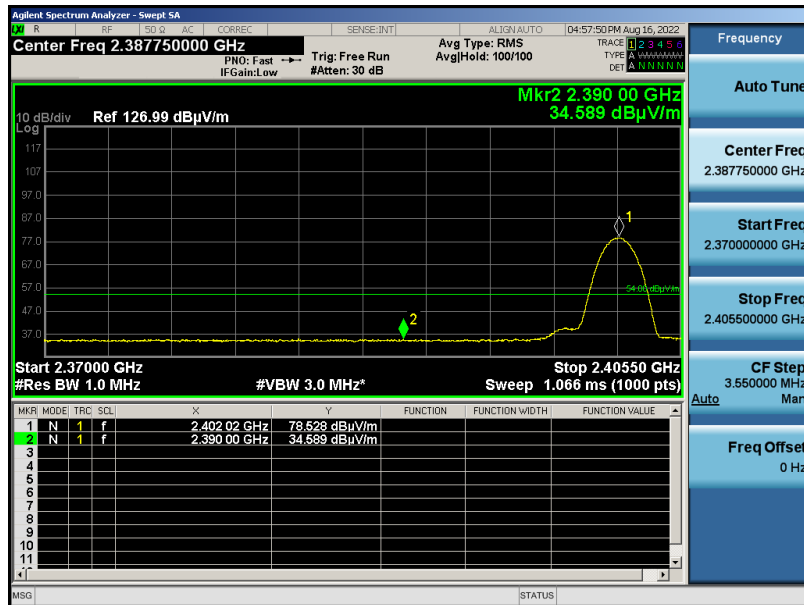 Agilent Spectrum Analyzer - Swept SA
LXI R RF 50 Ω AC CORREC SENSE:INT ALIGN AUTO 04:57:50 PM Aug 16, 2022
Center Freq 2.387750000 GHz
PNO: Fast
IFGain:Low
Trig: Free Run
#Atten: 30 dB
Avg Type: RMS
Avg|Hold: 100/100
TRACE 1 2 3 4 5 6
TYPE A
DET A N N N N N
Mkr2 2.390 00 GHz
34.589 dBµV/m
10 dB/div
Log
Ref 126.99 dBµV/m
117
107
97.0
87.0
77.0
67.0
57.0
47.0
37.0
1
2
54.00 dBµV/m
Start 2.37000 GHz Stop 2.40550 GHz
#Res BW 1.0 MHz #VBW 3.0 MHz* Sweep 1.066 ms (1000 pts)
MKR MODE TRC SCL X Y FUNCTION FUNCTION WIDTH FUNCTION VALUE
1 N 1 f 2.402 02 GHz 78.528 dBµV/m
2 N 1 f 2.390 00 GHz 34.589 dBµV/m
3
4
5
6
7
8
9
10
11
MSG STATUS
Frequency
Auto Tune
Center Freq
2.387750000 GHz
Start Freq
2.370000000 GHz
Stop Freq
2.405500000 GHz
CF Step
3.550000 MHz
Auto Man
Freq Offset
0 Hz